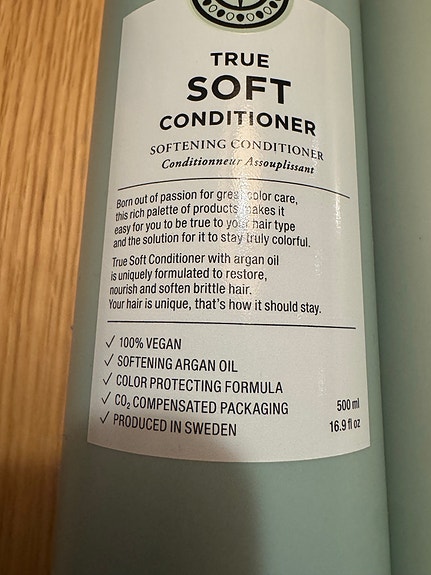 TRUE
SOFT
CONDITIONER
SOFTENING CONDITIONER
Conditionneur Assouplissant
Born out of passion for great color care,
this rich palette of products makes it
easy for you to be true to your hair type
and the solution for it to stay truly colorful.
True Soft Conditioner with argan oil
is uniquely formulated to restore,
nourish and soften brittle hair.
Your hair is unique, that's how it should stay.
✓ 100% VEGAN
✓ SOFTENING ARGAN OIL
✓ COLOR PROTECTING FORMULA
✓ CO₂ COMPENSATED PACKAGING
✓ PRODUCED IN SWEDEN
500 ml
16.9 fl oz